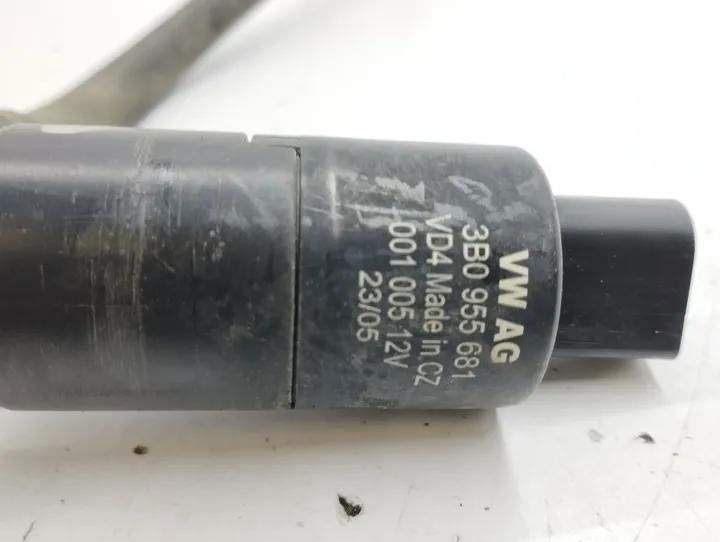 VW AG
3B0 955 681
VD4 Made in CZ
001 005 12V
23/05